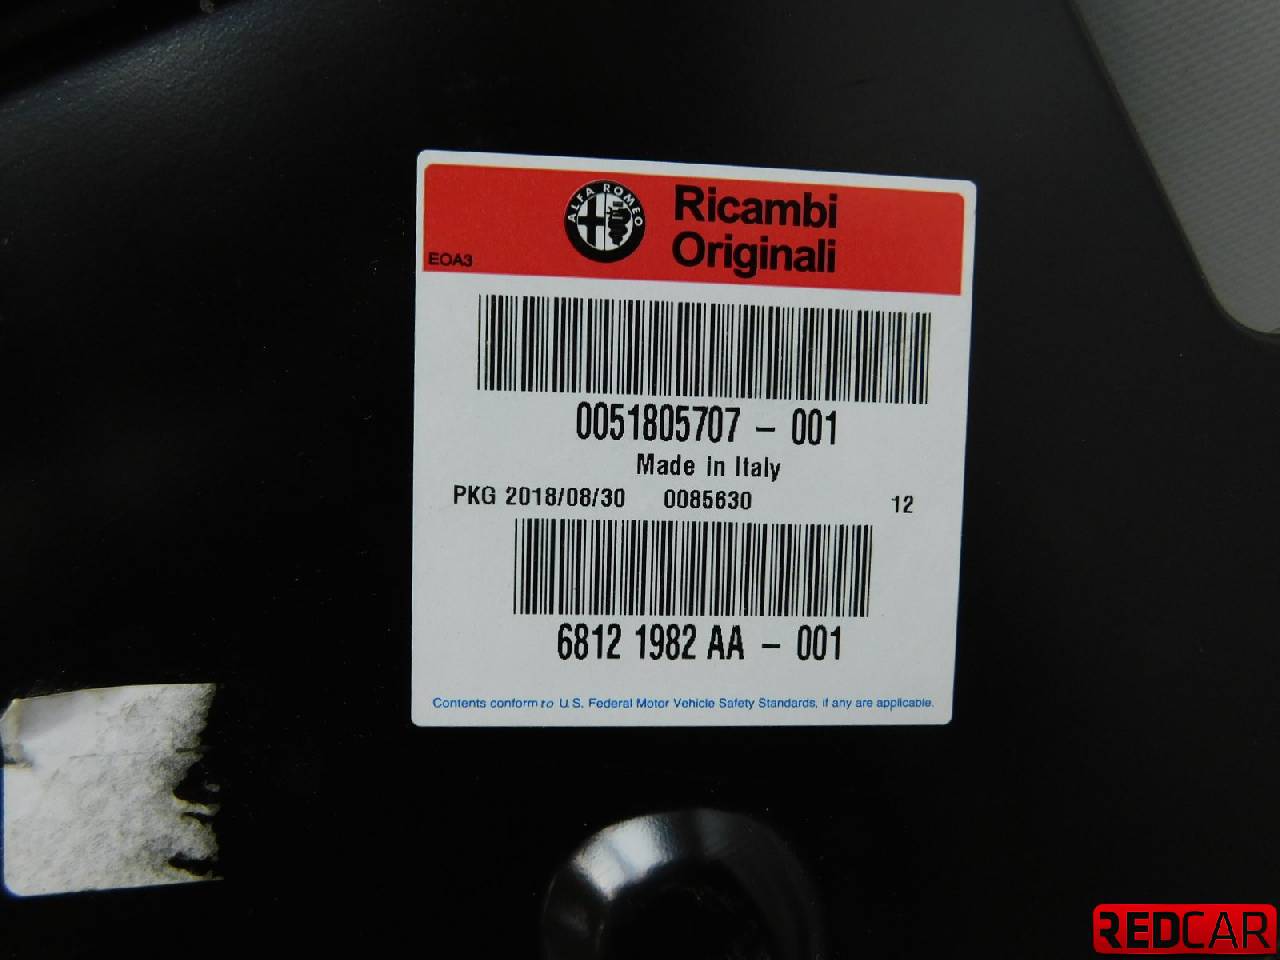 ALFA ROMEO
Ricambi
Originali
EOA3
0051805707 - 001
Made in Italy
PKG 2018/08/30 0085630 12
6812 1982 AA - 001
Contents conform to U.S. Federal Motor Vehicle Safety Standards, if any are applicable.
REDCAR